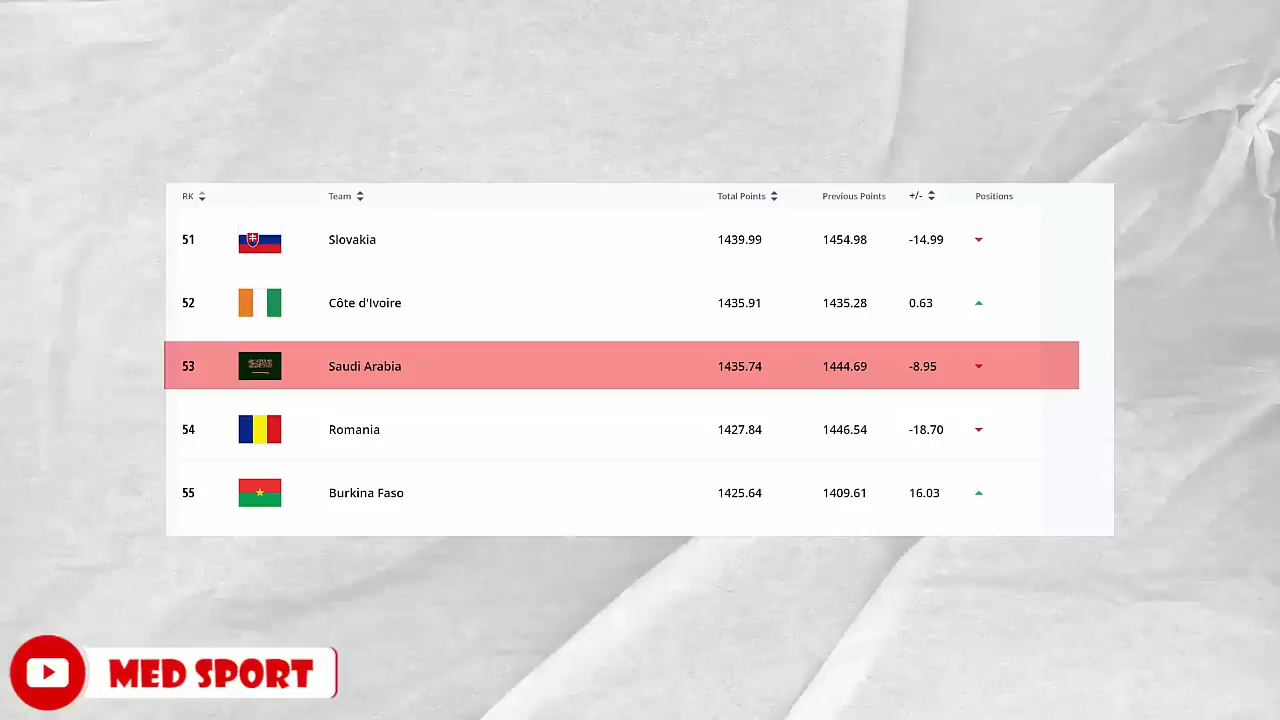 RK Team Total Points Previous Points +/- Positions
51 Slovakia 1439.99 1454.98 -14.99
52 Côte d'Ivoire 1435.91 1435.28 0.63
53 Saudi Arabia 1435.74 1444.69 -8.95
54 Romania 1427.84 1446.54 -18.70
55 Burkina Faso 1425.64 1409.61 16.03
MED SPORT